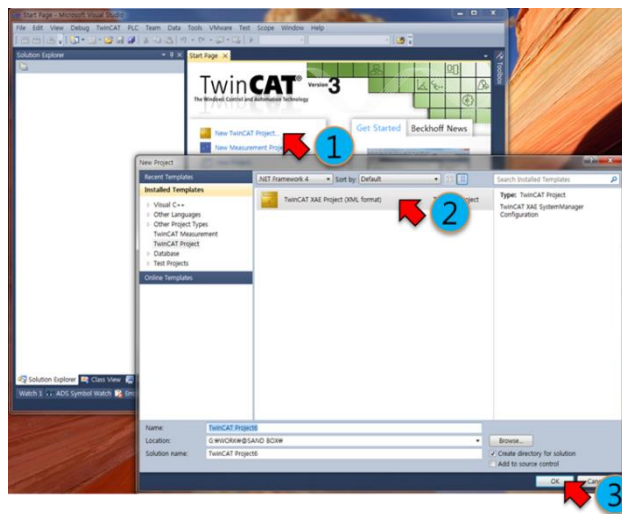 Start Page - Microsoft Visual Studio
File Edit View Debug TwinCAT PLC Team Data Tools VMware Test Scope Window Help
Solution Explorer
Start Page
Toolbox
TwinCAT Version 3
The Windows Control and Automation Technology
New TwinCAT Project...
1
Get Started
Beckhoff News
New Measurement Project
New Project
Recent Templates
.NET Framework 4
Sort by: Default
Search Installed Templates
Installed Templates
Visual C++
Other Languages
Other Project Types
TwinCAT Measurement
TwinCAT Project
Database
Test Projects
Online Templates
TwinCAT XAE Project (XML format)
2
Type: TwinCAT Project
TwinCAT XAE SystemManager
Configuration
Solution Explorer
Class View
Watch 1
ADS Symbol Watch
Name:
TwinCAT Project6
Location:
G:₩WORK₩@SAND BOX₩
Browse...
Solution name:
TwinCAT Project6
Create directory for solution
Add to source control
OK
3